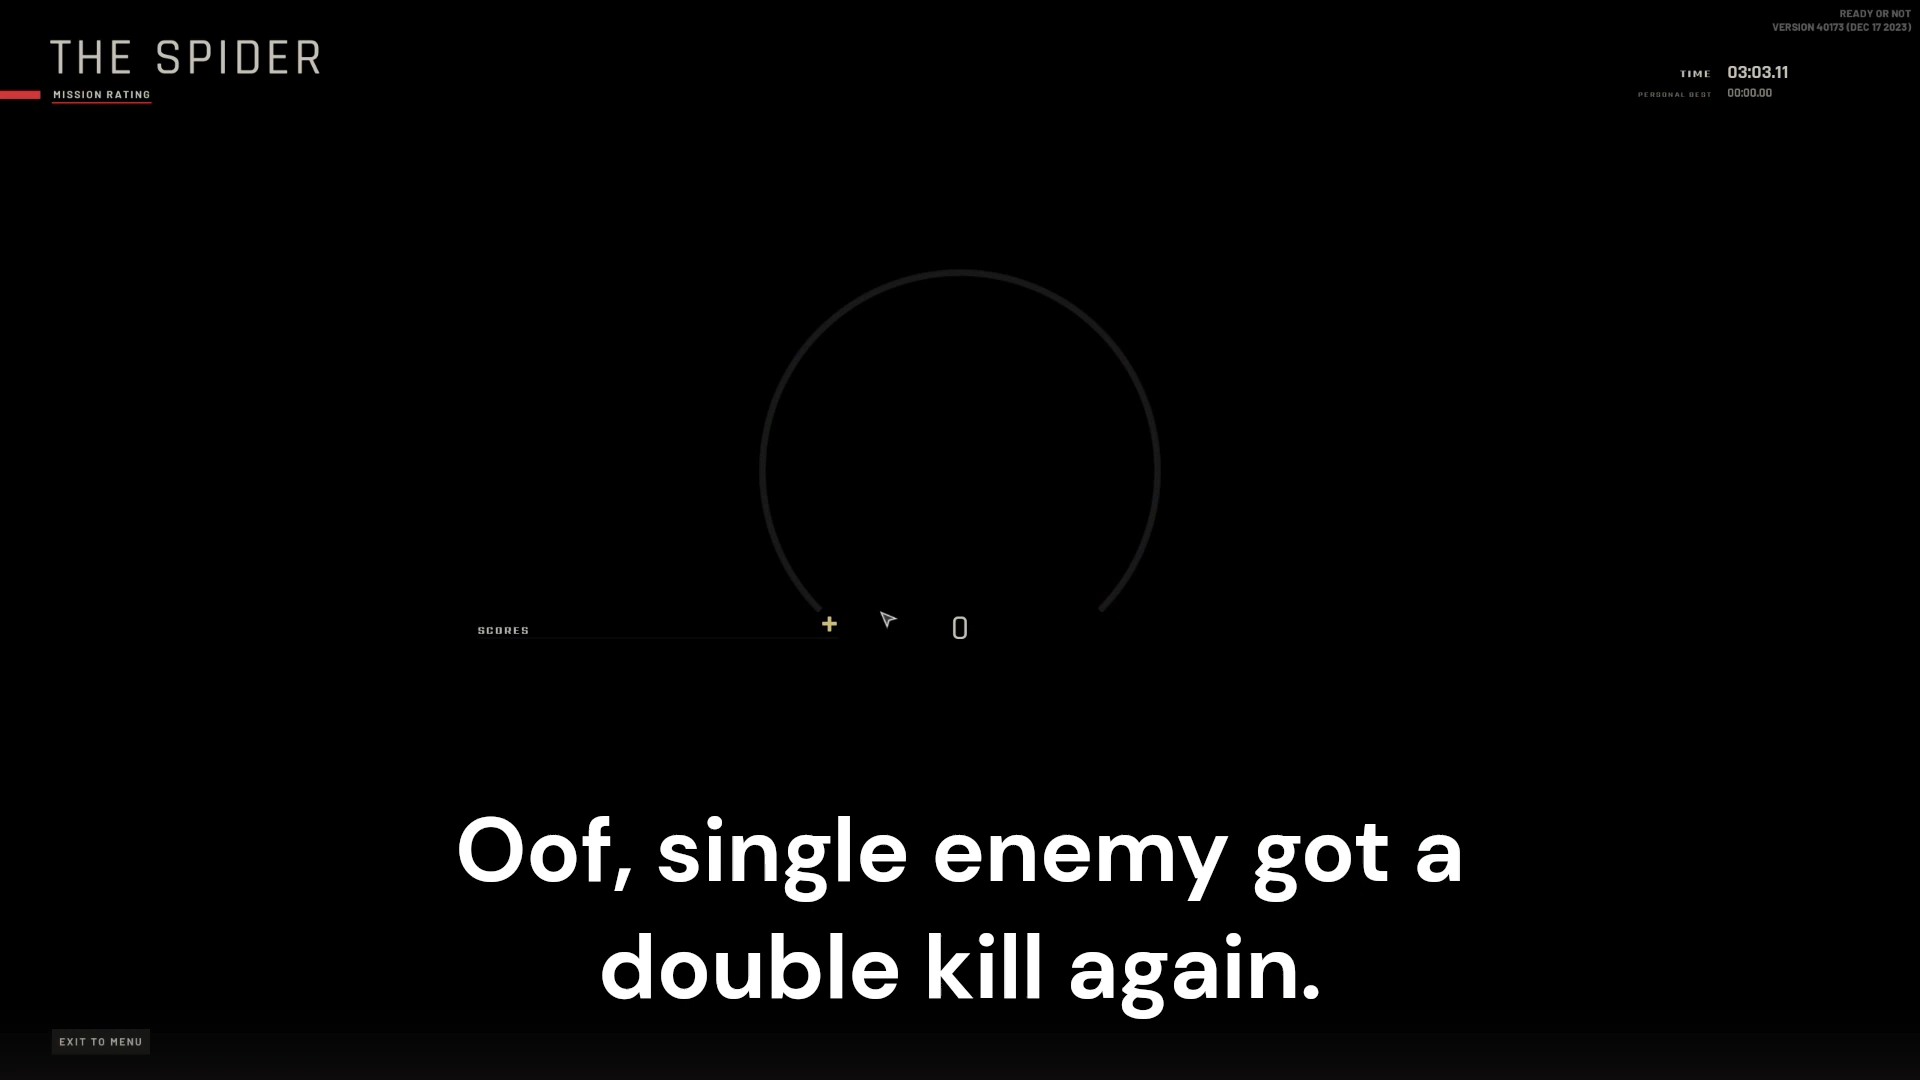 READY OR NOT
VERSION 40173 (DEC 17 2023)
THE SPIDER
MISSION RATING
TIME 03:03.11
PERSONAL BEST 00:00.00
SCORES + 0
Oof, single enemy got a
double kill again.
EXIT TO MENU